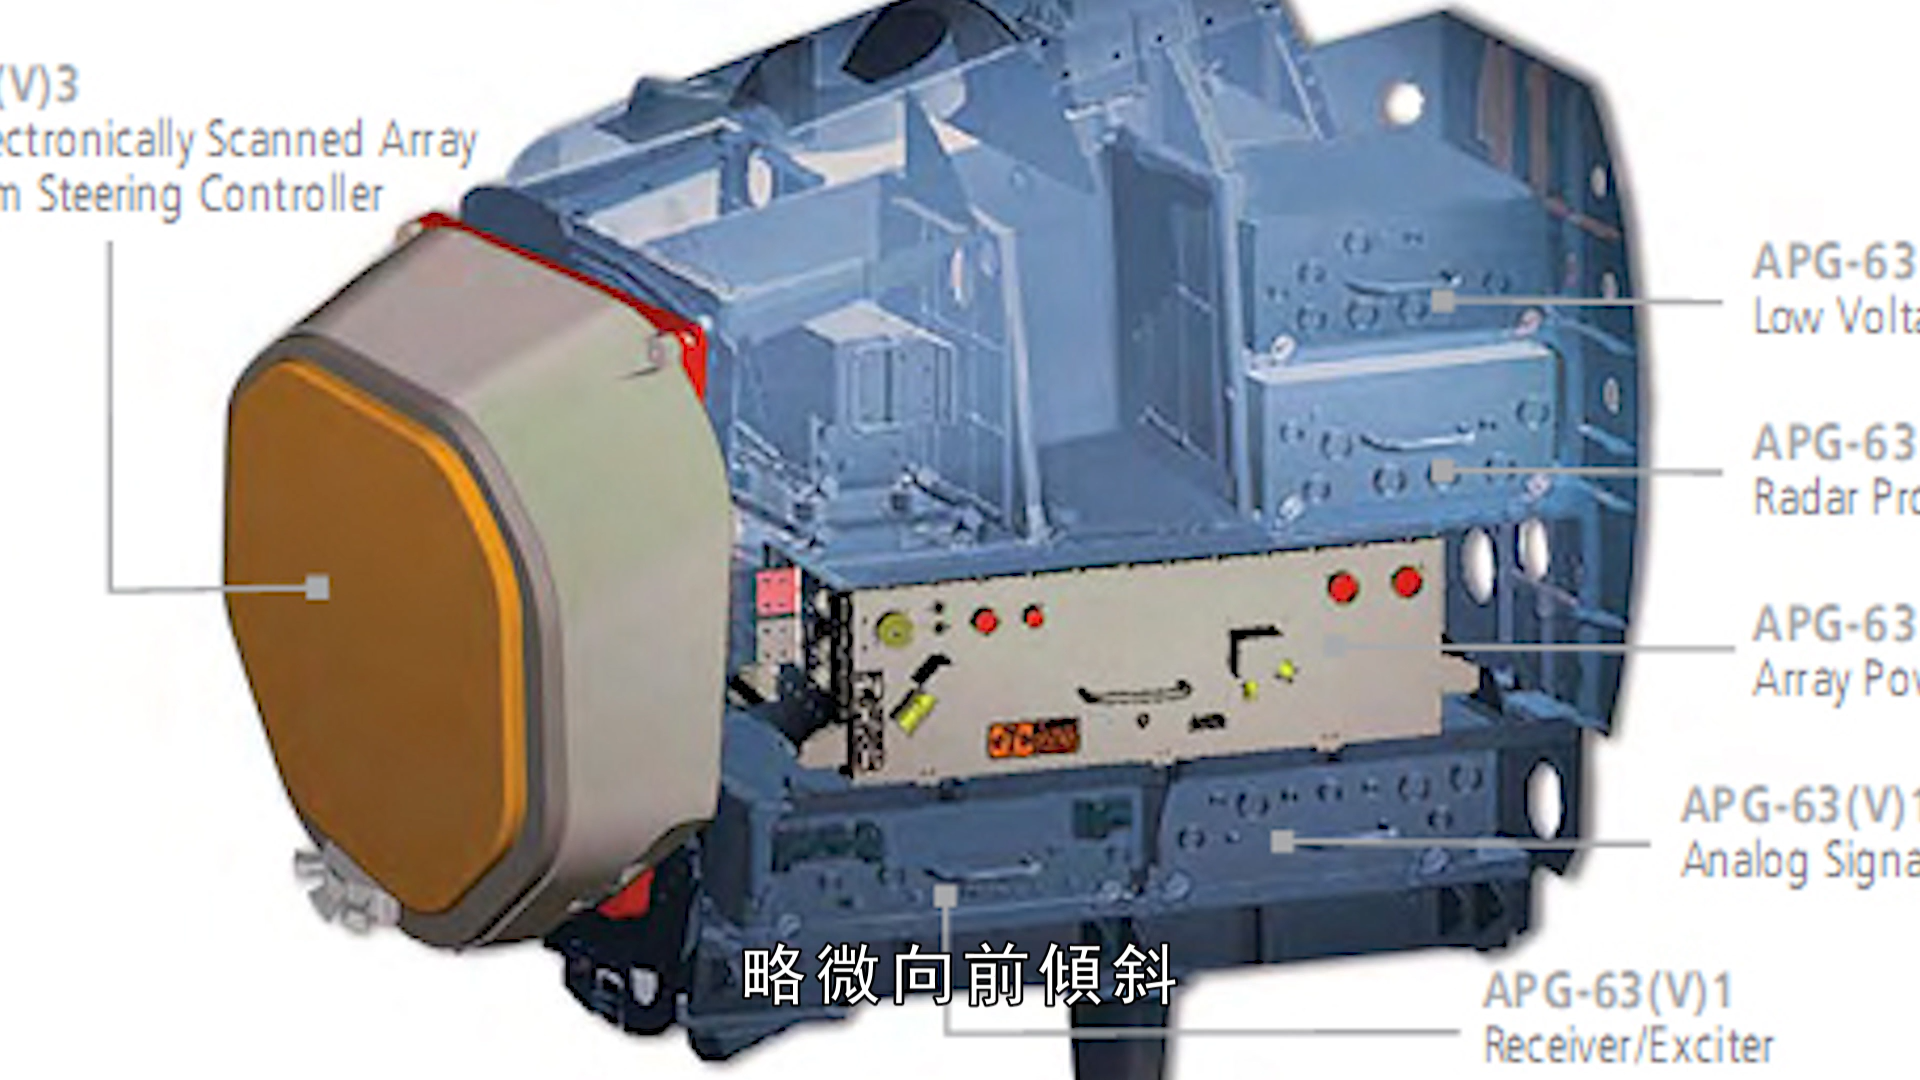 (V)3
ectronically Scanned Array
m Steering Controller
APG-63
Low Volta
APG-63
Radar Pro
APG-63
Array Pow
APG-63(V)1
Analog Signa
略微向前傾斜
APG-63(V)1
Receiver/Exciter